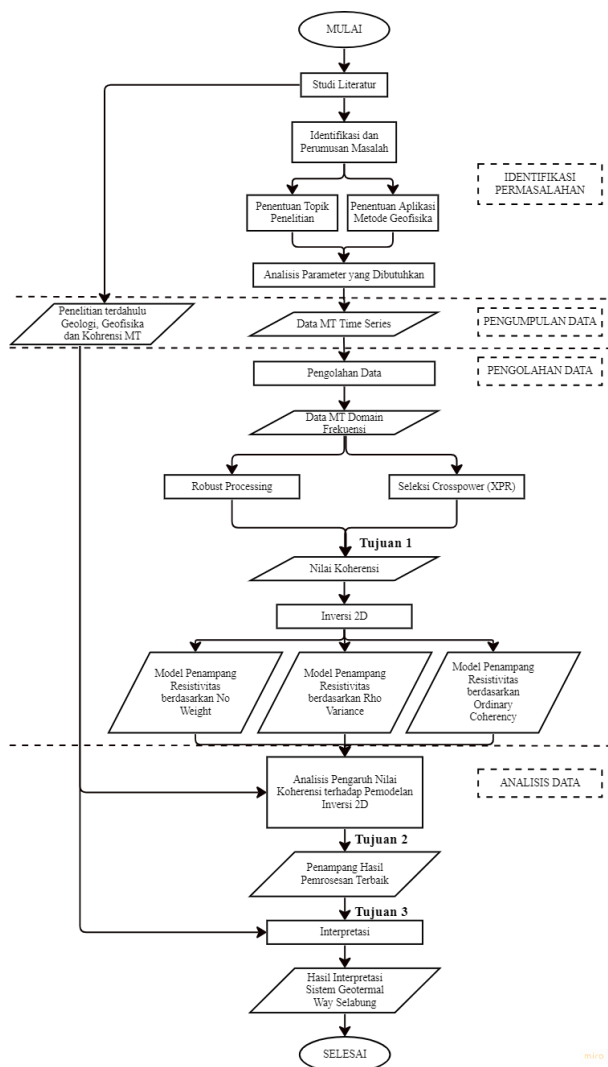 MULAI
Studi Literatur
Identifikasi dan
Perumusan Masalah
IDENTIFIKASI
PERMASALAHAN
Penentuan Topik
Penelitian
Penentuan Aplikasi
Metode Geofisika
Analisis Parameter yang Dibutuhkan
Penelitian terdahulu
Geologi, Geofisika
dan Kohrensi MT
Data MT Time Series
PENGUMPULAN DATA
Pengolahan Data
PENGOLAHAN DATA
Data MT Domain
Frekuensi
Robust Processing
Seleksi Crosspower (XPR)
Tujuan 1
Nilai Koherensi
Inversi 2D
Model Penampang
Resistivitas
berdasarkan No
Weight
Model Penampang
Resistivitas
berdasarkan Rho
Variance
Model Penampang
Resistivitas
berdasarkan
Ordinary
Coherency
Analisis Pengaruh Nilai
Koherensi terhadap Pemodelan
Inversi 2D
ANALISIS DATA
Tujuan 2
Penampang Hasil
Pemrosesan Terbaik
Tujuan 3
Interpretasi
Hasil Interpretasi
Sistem Geotermal
Way Selabung
SELESAI
miro